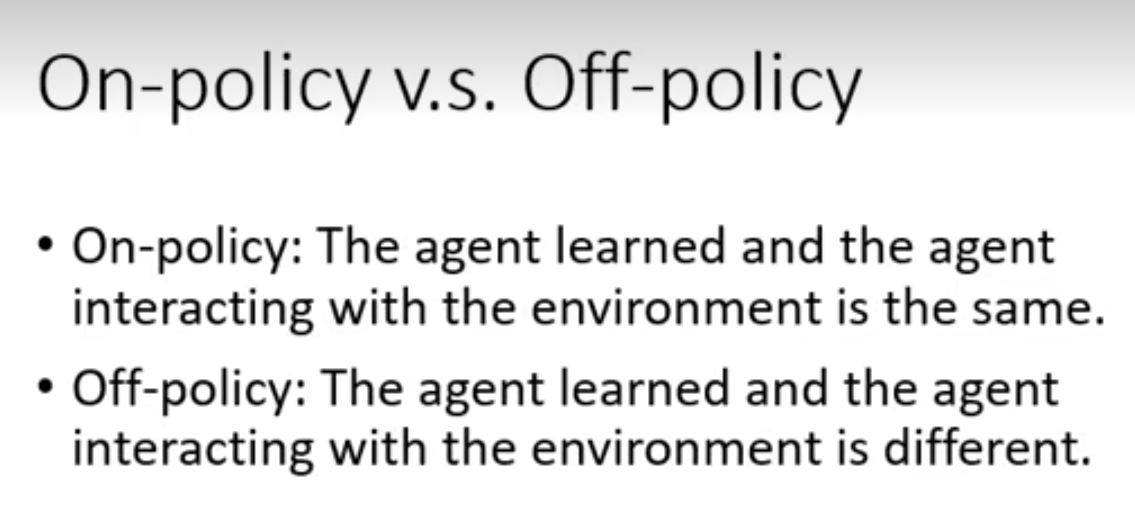 On-policy v.s. Off-policy
• On-policy: The agent learned and the agent
interacting with the environment is the same.
• Off-policy: The agent learned and the agent
interacting with the environment is different.